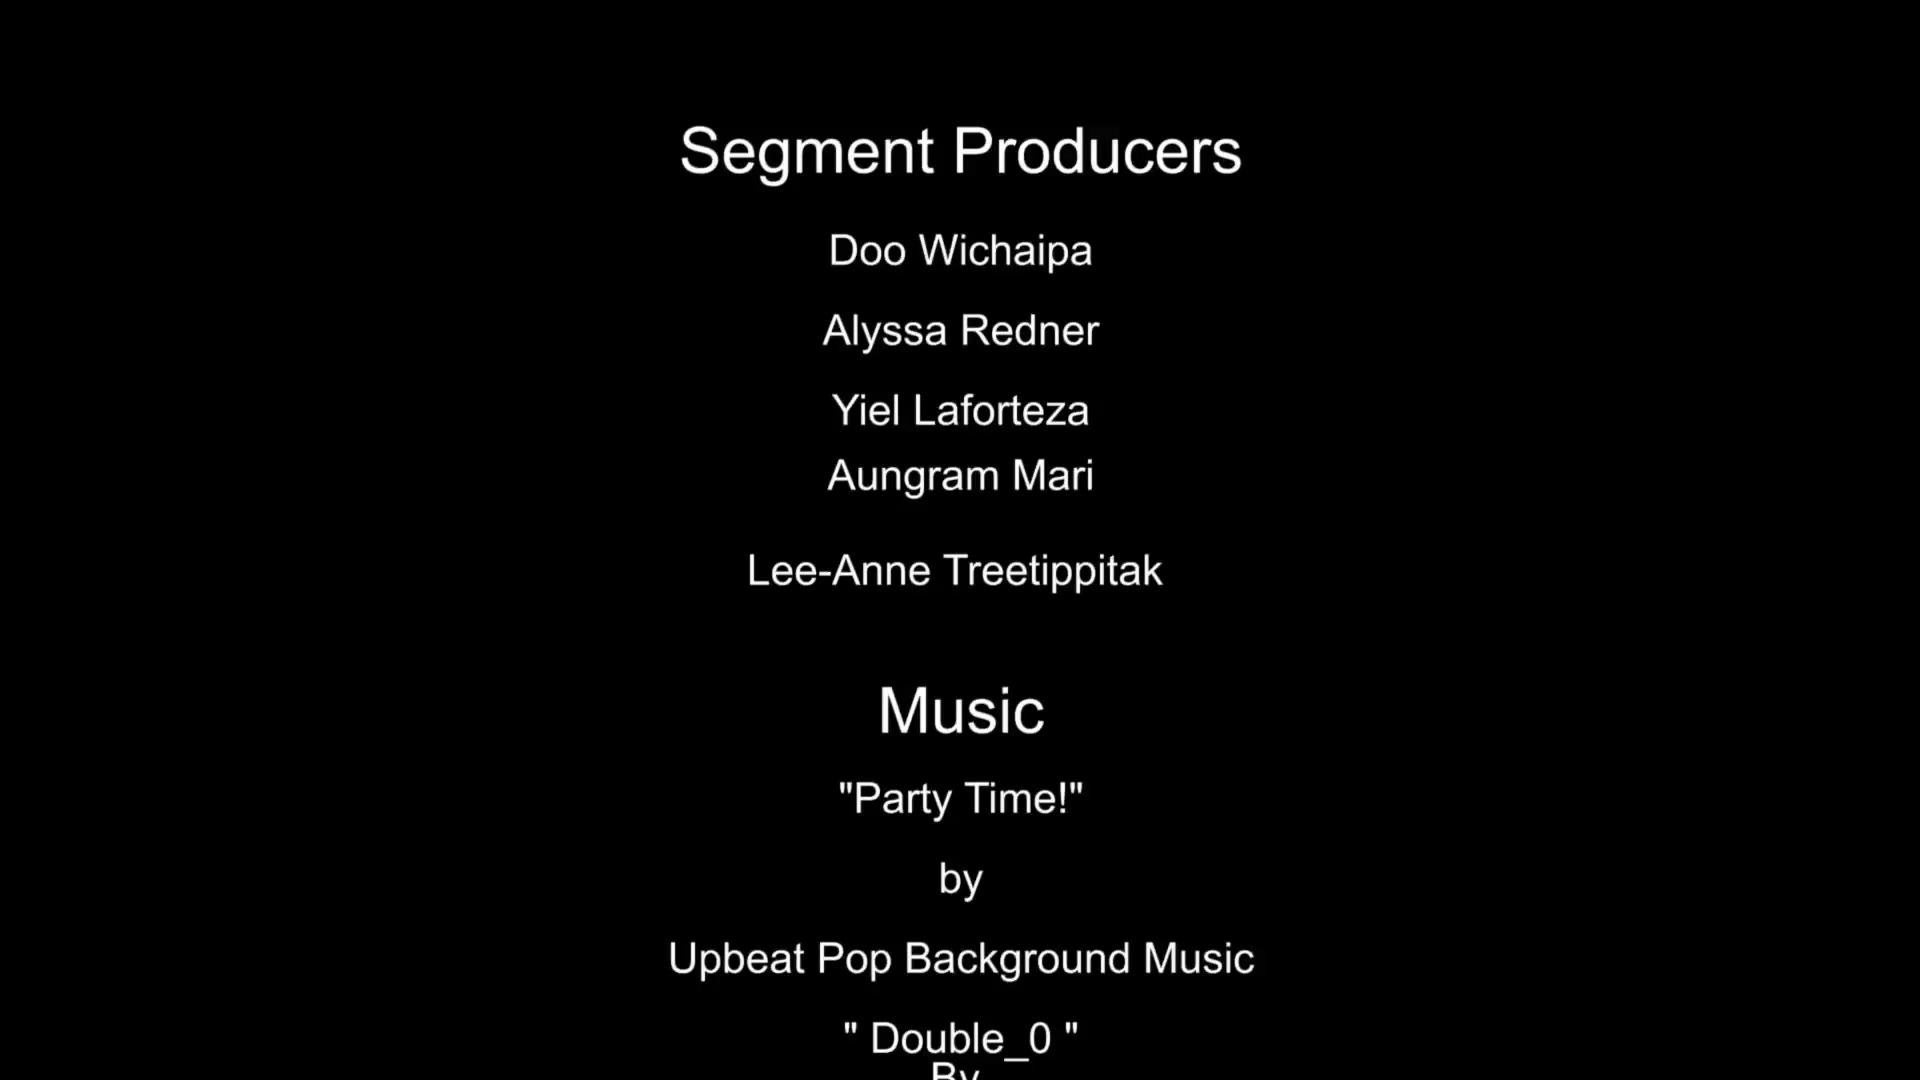 Segment Producers
Doo Wichaipa
Alyssa Redner
Yiel Laforteza
Aungram Mari
Lee-Anne Treetippitak
Music
"Party Time!"
by
Upbeat Pop Background Music
" Double_0 "
By